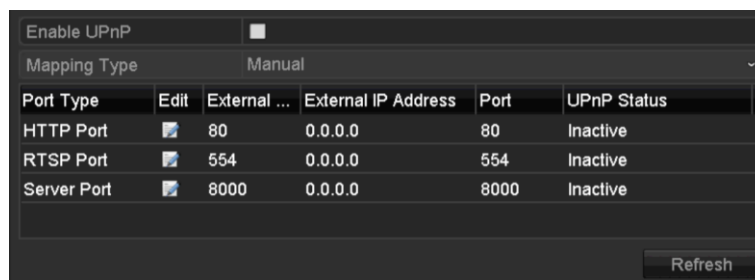 Enable UPnP
Mapping Type Manual
Port Type Edit External ... External IP Address Port UPnP Status
HTTP Port 80 0.0.0.0 80 Inactive
RTSP Port 554 0.0.0.0 554 Inactive
Server Port 8000 0.0.0.0 8000 Inactive
Refresh